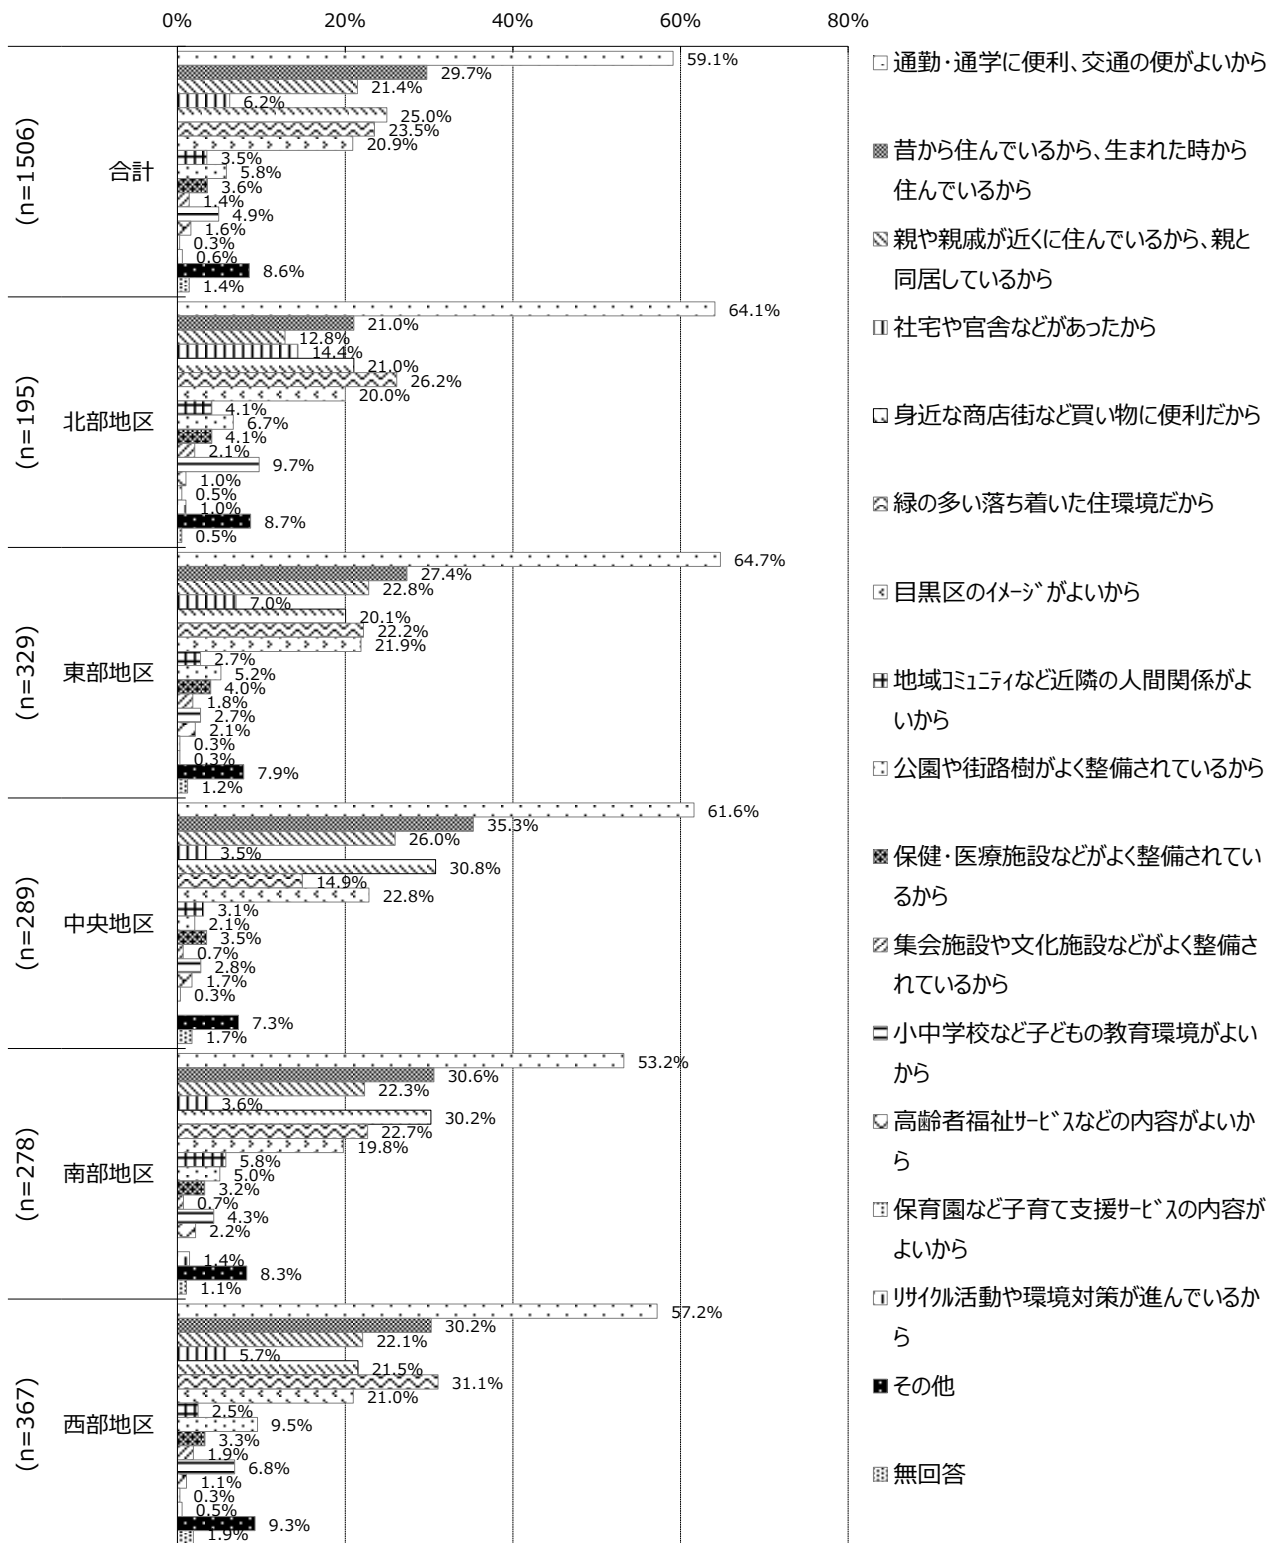 0% 20% 40% 60% 80%
(n=1506)
合計
59.1%
29.7%
21.4%
6.2%
25.0%
23.5%
20.9%
3.5%
5.8%
3.6%
1.4%
4.9%
1.6%
0.3%
0.6%
8.6%
1.4%
(n=195)
北部地区
64.1%
21.0%
12.8%
14.4%
21.0%
26.2%
20.0%
4.1%
6.7%
4.1%
2.1%
9.7%
1.0%
0.5%
1.0%
8.7%
0.5%
(n=329)
東部地区
64.7%
27.4%
22.8%
7.0%
20.1%
22.2%
21.9%
2.7%
5.2%
4.0%
1.8%
2.7%
2.1%
0.3%
0.3%
7.9%
1.2%
(n=289)
中央地区
61.6%
35.3%
26.0%
3.5%
30.8%
14.9%
22.8%
3.1%
2.1%
3.5%
0.7%
2.8%
1.7%
0.3%
7.3%
1.7%
(n=278)
南部地区
53.2%
30.6%
22.3%
3.6%
30.2%
22.7%
19.8%
5.8%
5.0%
3.2%
0.7%
4.3%
2.2%
1.4%
8.3%
1.1%
(n=367)
西部地区
57.2%
30.2%
22.1%
5.7%
21.5%
31.1%
21.0%
2.5%
9.5%
3.3%
1.9%
6.8%
1.1%
0.3%
0.5%
9.3%
1.9%
通勤・通学に便利、交通の便がよいから
昔から住んでいるから、生まれた時から
住んでいるから
親や親戚が近くに住んでいるから、親と
同居しているから
社宅や官舎などがあったから
身近な商店街など買い物に便利だから
緑の多い落ち着いた住環境だから
目黒区のｲﾒｰｼﾞがよいから
地域ｺﾐｭﾆﾃｨなど近隣の人間関係がよ
いから
公園や街路樹がよく整備されているから
保健・医療施設などがよく整備されてい
るから
集会施設や文化施設などがよく整備さ
れているから
小中学校など子どもの教育環境がよい
から
高齢者福祉ｻｰﾋﾞｽなどの内容がよいか
ら
保育園など子育て支援ｻｰﾋﾞｽの内容が
よいから
ﾘｻｲｸﾙ活動や環境対策が進んでいるか
ら
その他
無回答